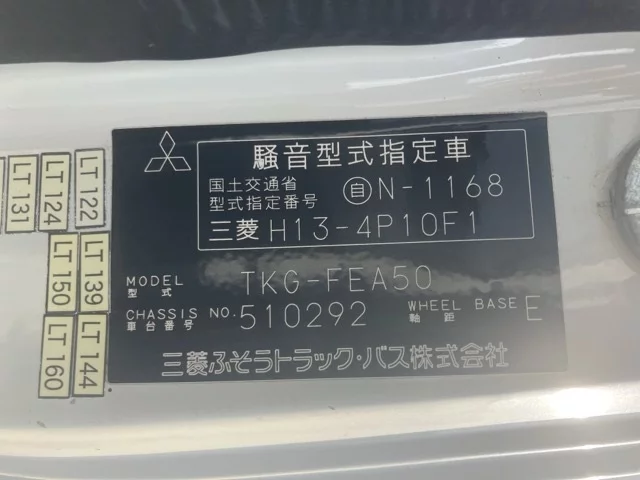 騒音型式指定車
国土交通省
型式指定番号
自 N-1168
三菱 H13-4P10F1
MODEL
型式
TKG-FEA50
CHASSIS NO.
車台番号
510292
WHEEL BASE
軸距
E
三菱ふそうトラック・バス株式会社
LT 131
LT 124
LT 122
LT 150
LT 139
LT 160
LT 144